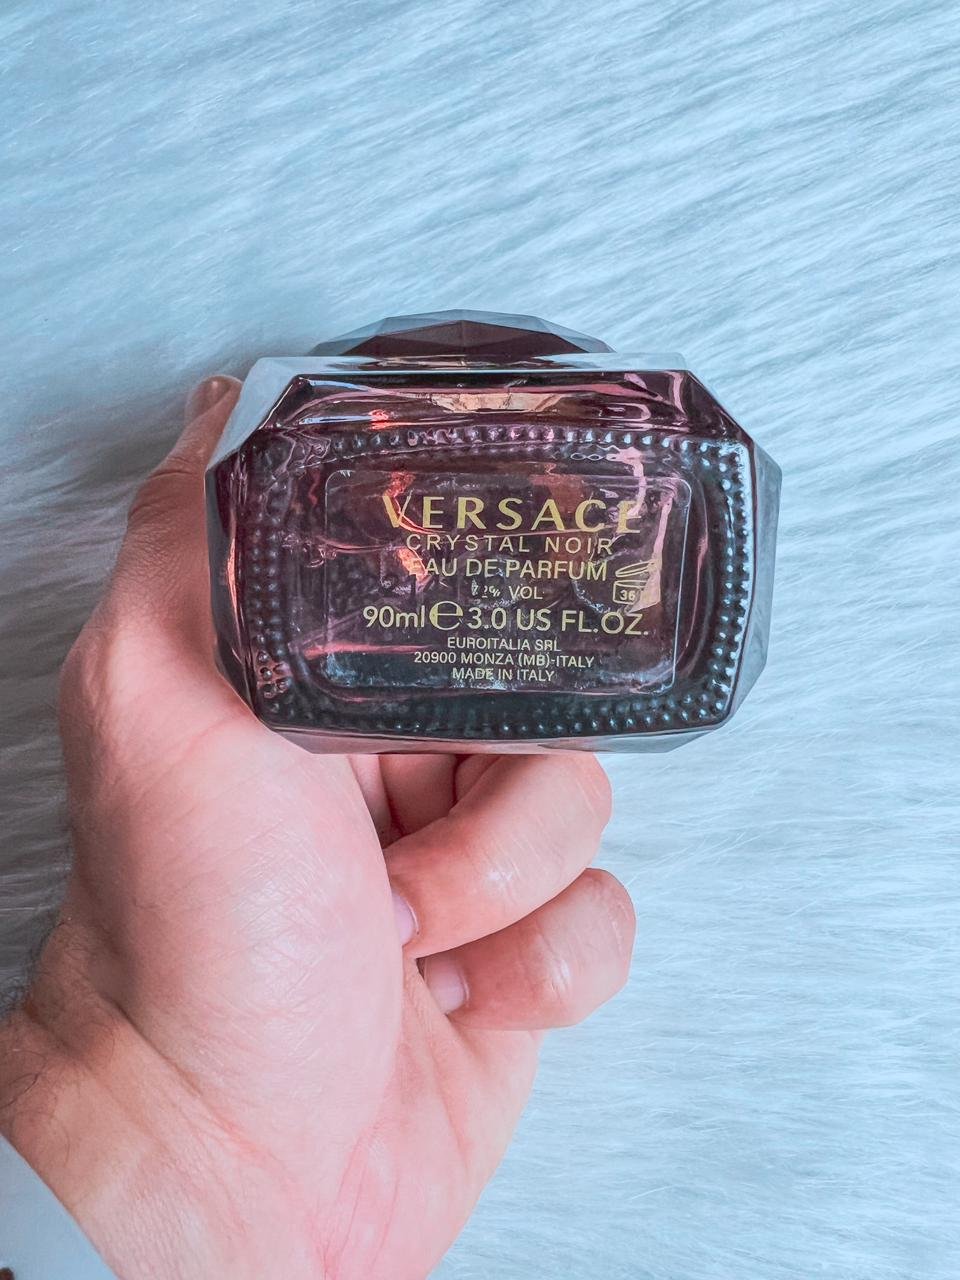 VERSACE
CRYSTAL NOIR
EAU DE PARFUM
VOL
36
90ml ℮ 3.0 US FL.OZ.
EUROITALIA SRL
20900 MONZA (MB)-ITALY
MADE IN ITALY